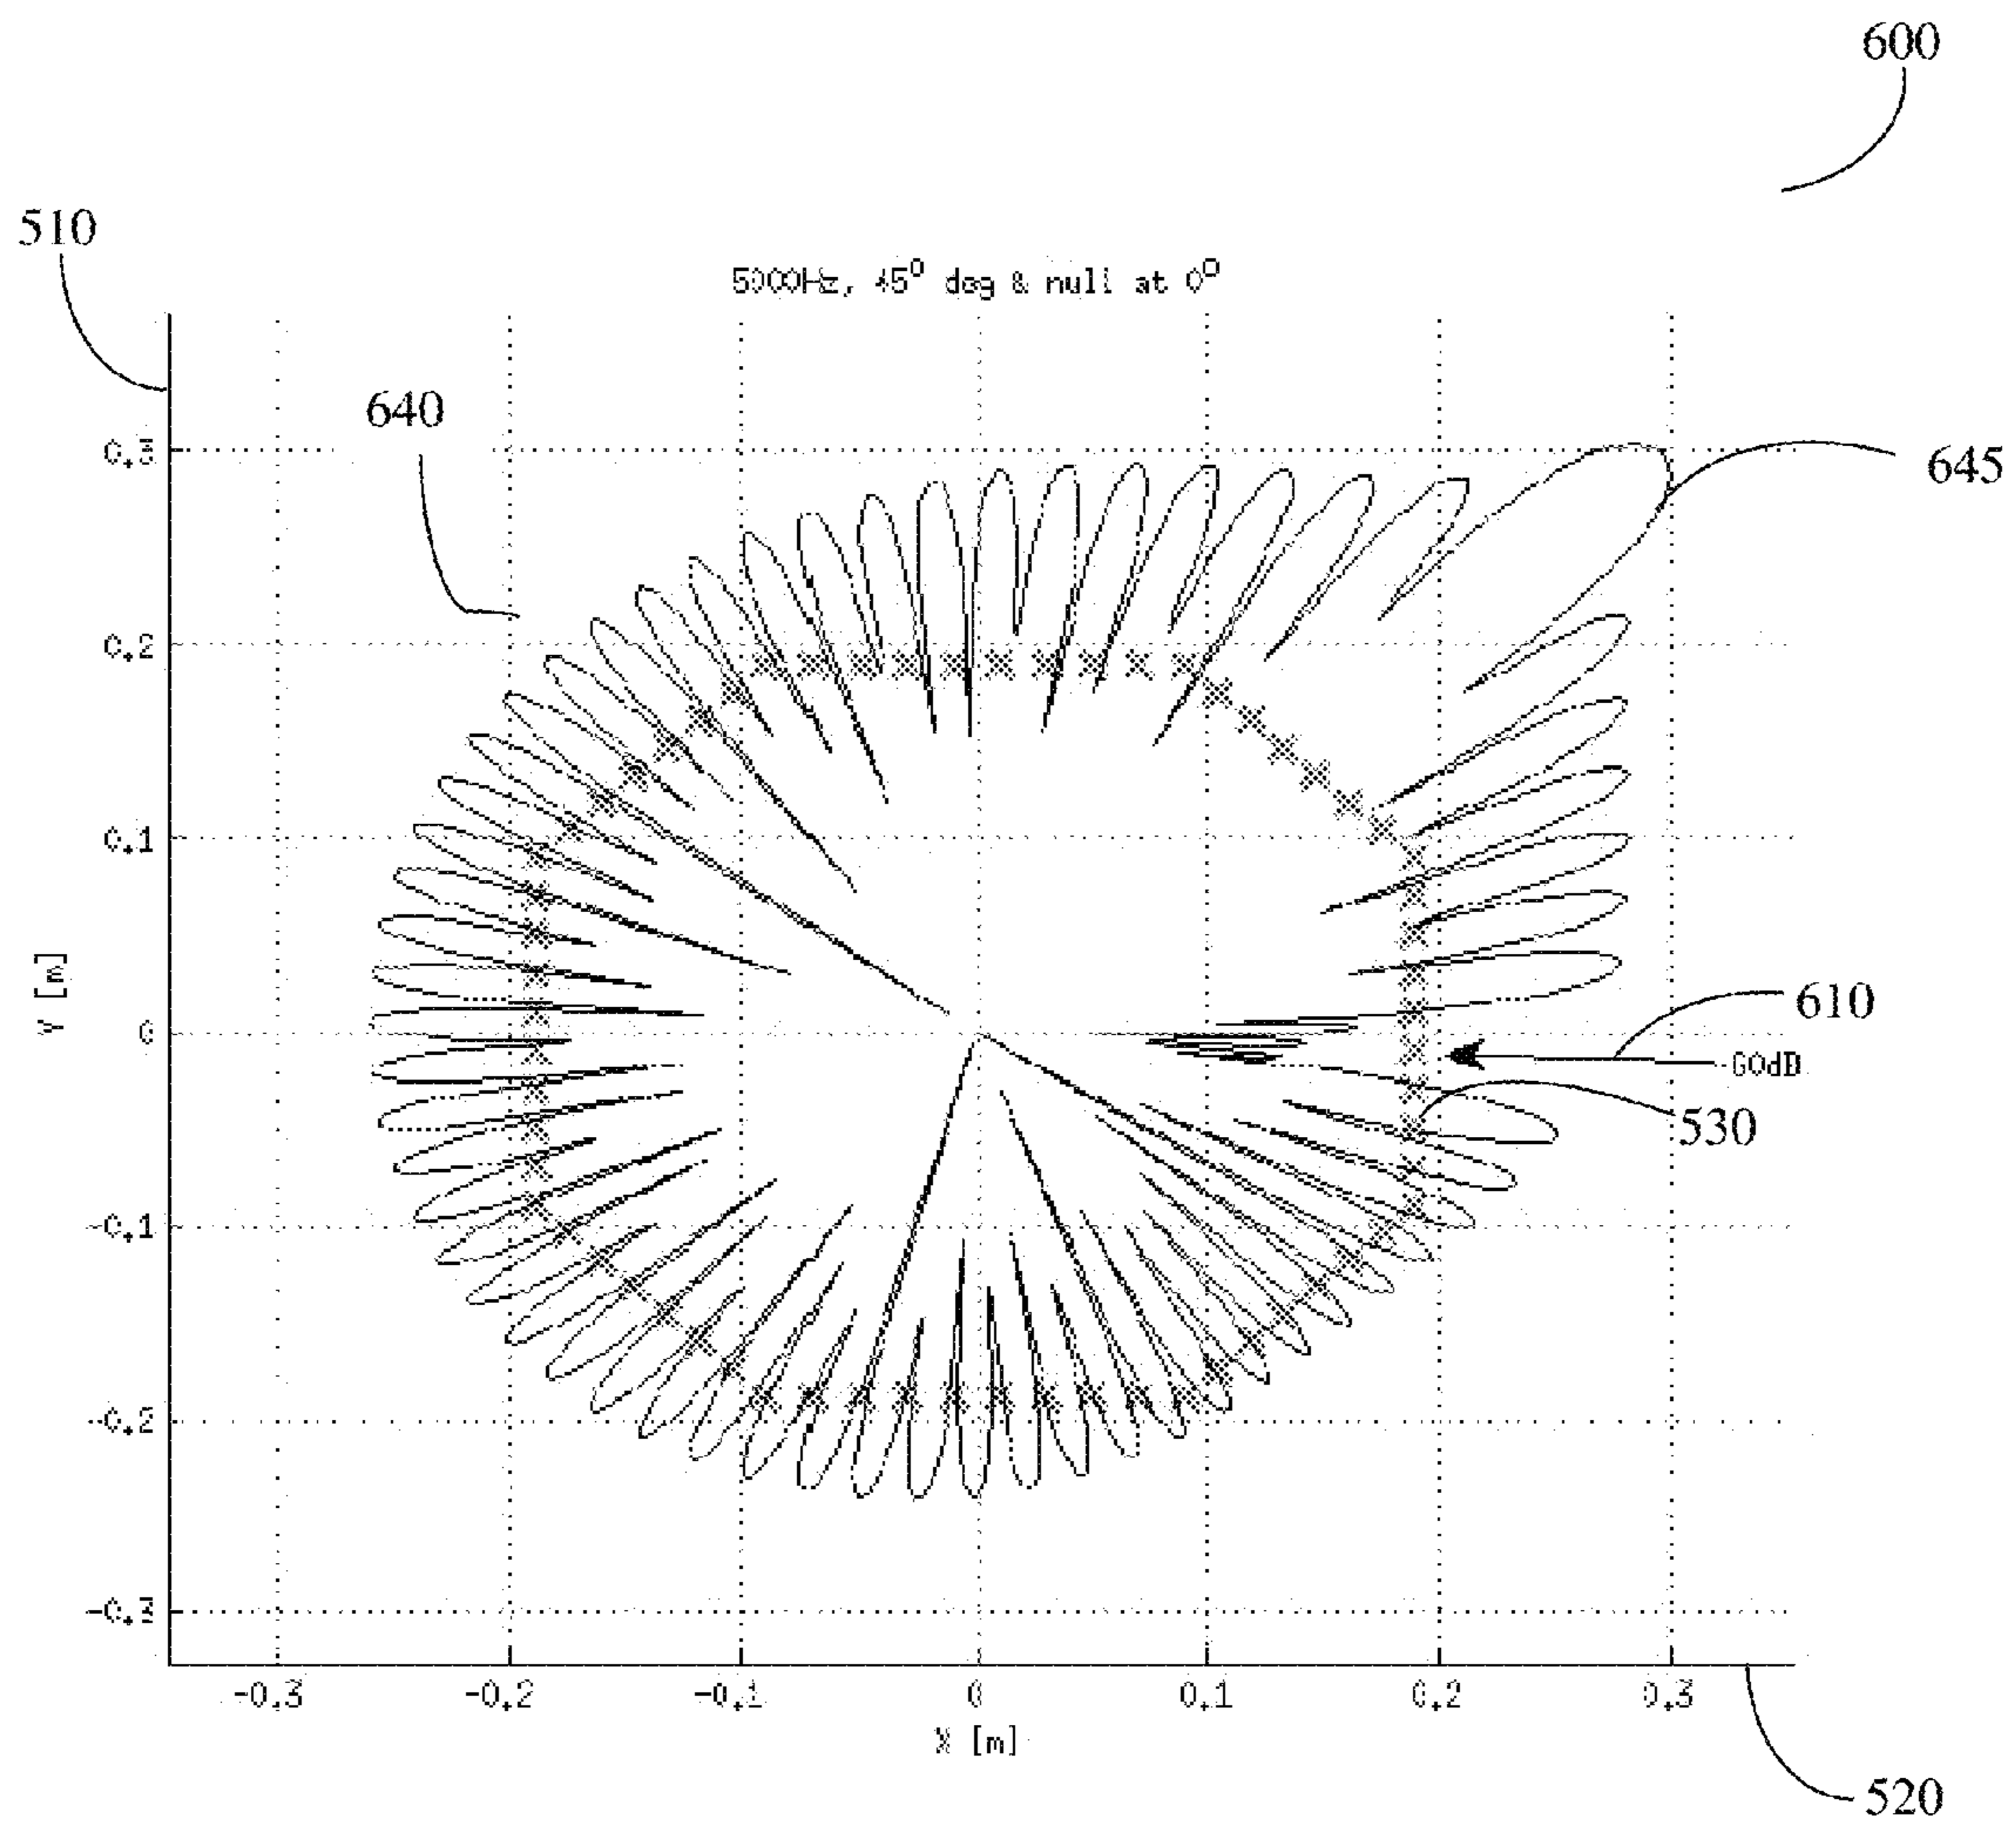 600
510
5000Hz, 45⁰ deg & null at 0⁰
640
0.3
645
0.2
0.1
Y [m]
0
610
-60dB
530
-0.1
-0.2
-0.3
-0.3 -0.2 -0.1 0 0.1 0.2 0.3
X [m]
520